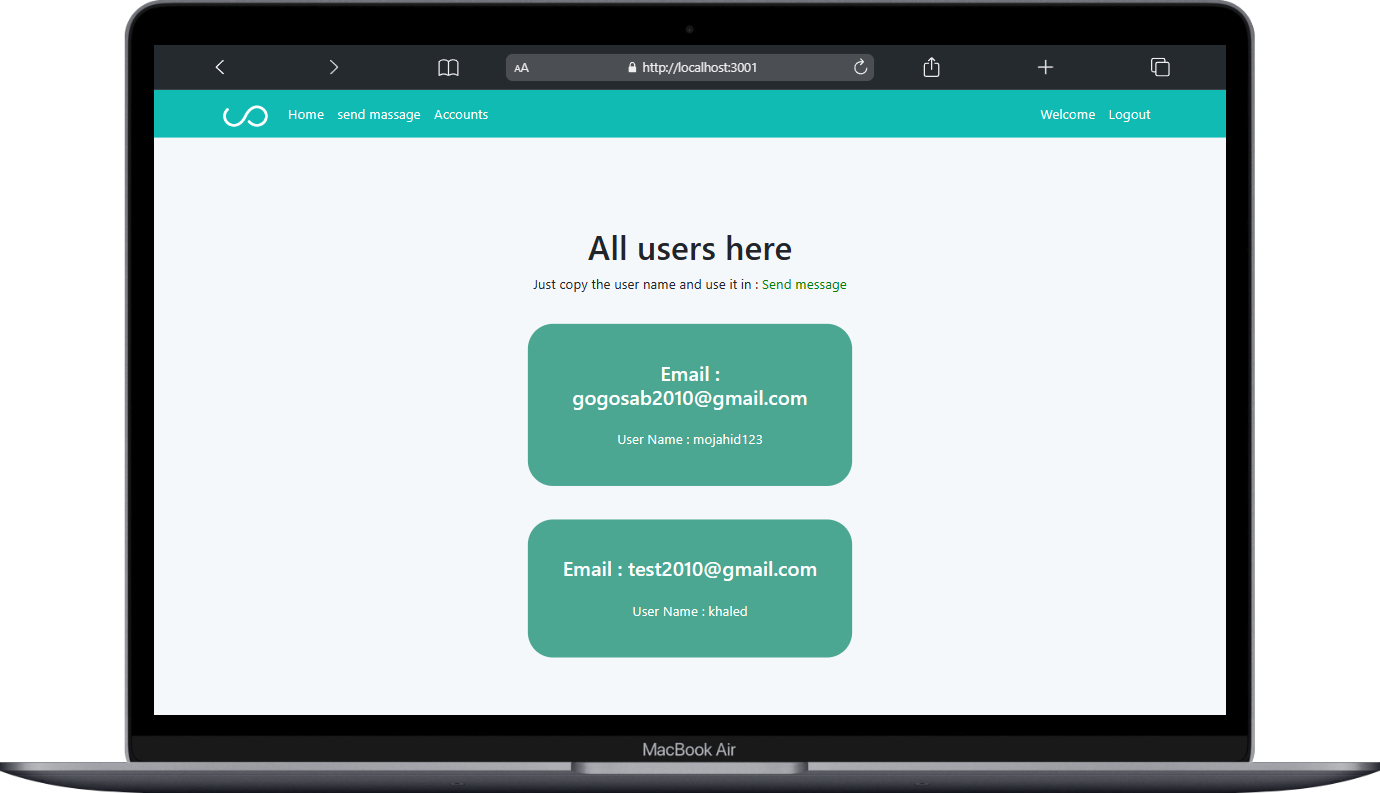 AA
http://localhost:3001
Home send massage Accounts Welcome Logout
All users here
Just copy the user name and use it in : Send message
Email :
gogosab2010@gmail.com
User Name : mojahid123
Email : test2010@gmail.com
User Name : khaled
MacBook Air